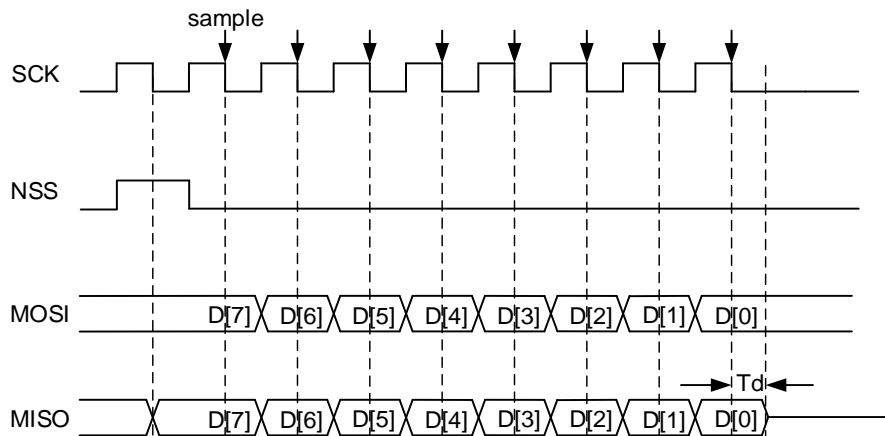 sample
SCK
NSS
MOSI D[7] D[6] D[5] D[4] D[3] D[2] D[1] D[0]
Td
MISO D[7] D[6] D[5] D[4] D[3] D[2] D[1] D[0]